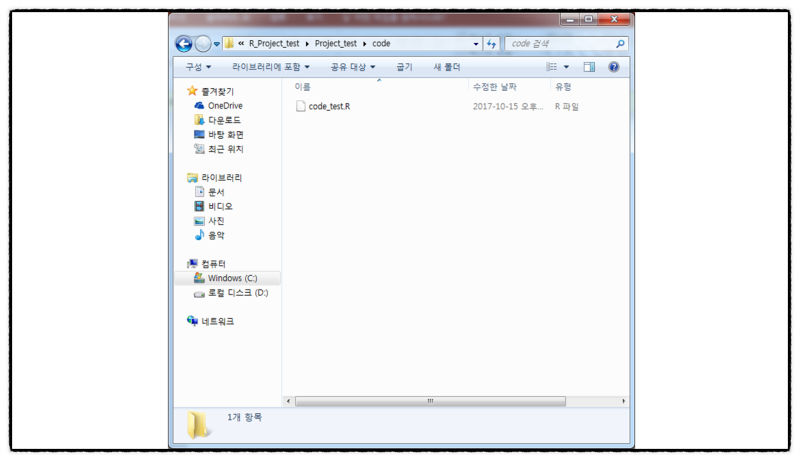 « R_Project_test ▸ Project_test ▸ code
code 검색
구성 ▼ 라이브러리에 포함 ▼ 공유 대상 ▼ 굽기 새 폴더
이름 수정한 날짜 유형
code_test.R 2017-10-15 오후... R 파일
즐겨찾기
OneDrive
다운로드
바탕 화면
최근 위치
라이브러리
문서
비디오
사진
음악
컴퓨터
Windows (C:)
로컬 디스크 (D:)
네트워크
1개 항목